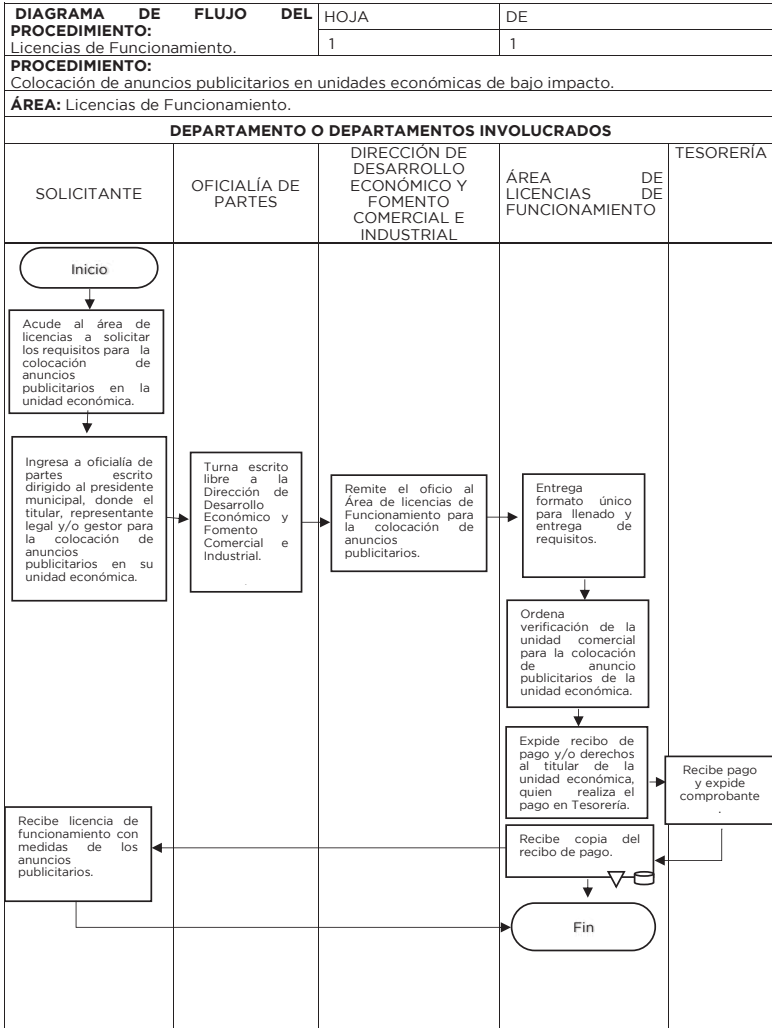 DIAGRAMA DE FLUJO DEL
PROCEDIMIENTO:
Licencias de Funcionamiento.
HOJA
DE
1
1
PROCEDIMIENTO:
Colocación de anuncios publicitarios en unidades económicas de bajo impacto.
ÁREA: Licencias de Funcionamiento.
DEPARTAMENTO O DEPARTAMENTOS INVOLUCRADOS
SOLICITANTE
OFICIALÍA DE
PARTES
DIRECCIÓN DE
DESARROLLO
ECONÓMICO Y
FOMENTO
COMERCIAL E
INDUSTRIAL
ÁREA DE
LICENCIAS DE
FUNCIONAMIENTO
TESORERÍA
Inicio
Acude al área de
licencias a solicitar
los requisitos para la
colocación de
anuncios
publicitarios en la
unidad económica.
Ingresa a oficialía de
partes escrito
dirigido al presidente
municipal, donde el
titular, representante
legal y/o gestor para
la colocación de
anuncios
publicitarios en su
unidad económica.
Turna escrito
libre a la
Dirección de
Desarrollo
Económico y
Fomento
Comercial e
Industrial.
.
Remite el oficio al
Área de licencias de
Funcionamiento para
la colocación de
anuncios
publicitarios.
Entrega
formato único
para llenado y
entrega de
requisitos.
Ordena
verificación de la
unidad comercial
para la colocación
de anuncio
publicitarios de la
unidad económica.
Expide recibo de
pago y/o derechos
al titular de la
unidad económica,
quien realiza el
pago en Tesorería.
Recibe pago
y expide
comprobante
.
Recibe copia del
recibo de pago.
Recibe licencia de
funcionamiento con
medidas de los
anuncios
publicitarios.
Fin